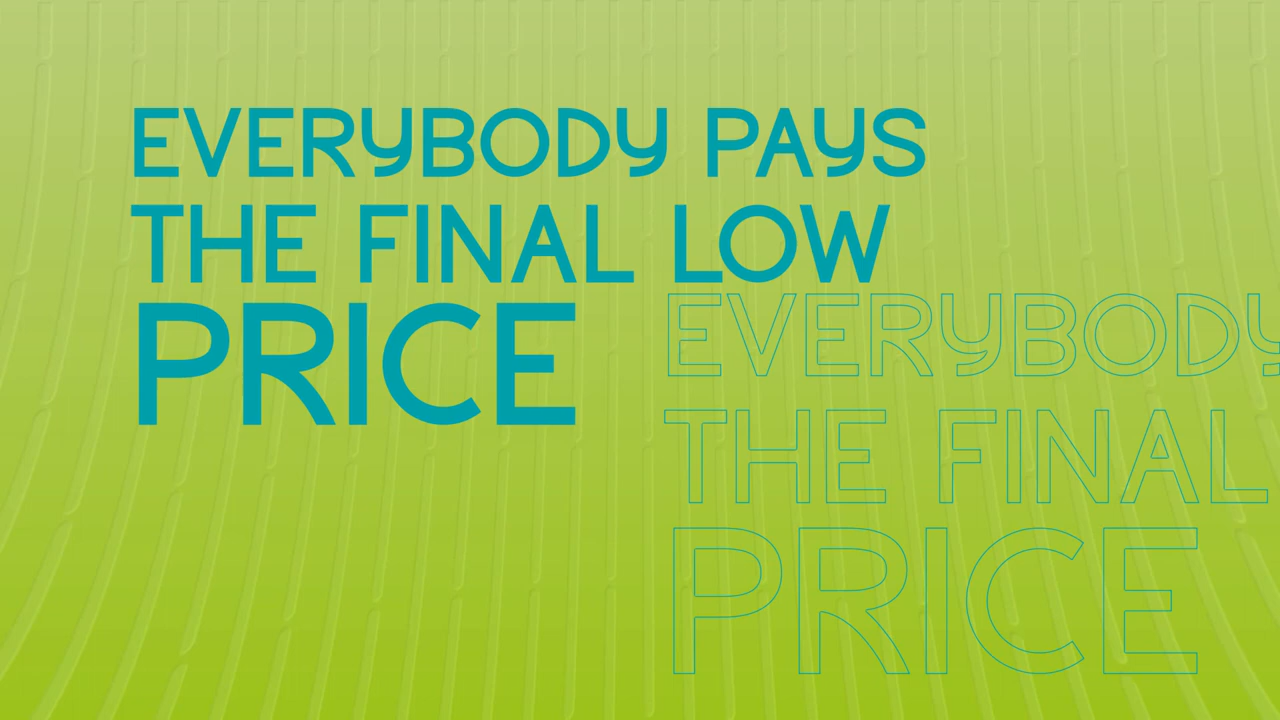 EVERYBODY PAYS
THE FINAL LOW
PRICE
EVERYBODY
THE FINAL
PRICE